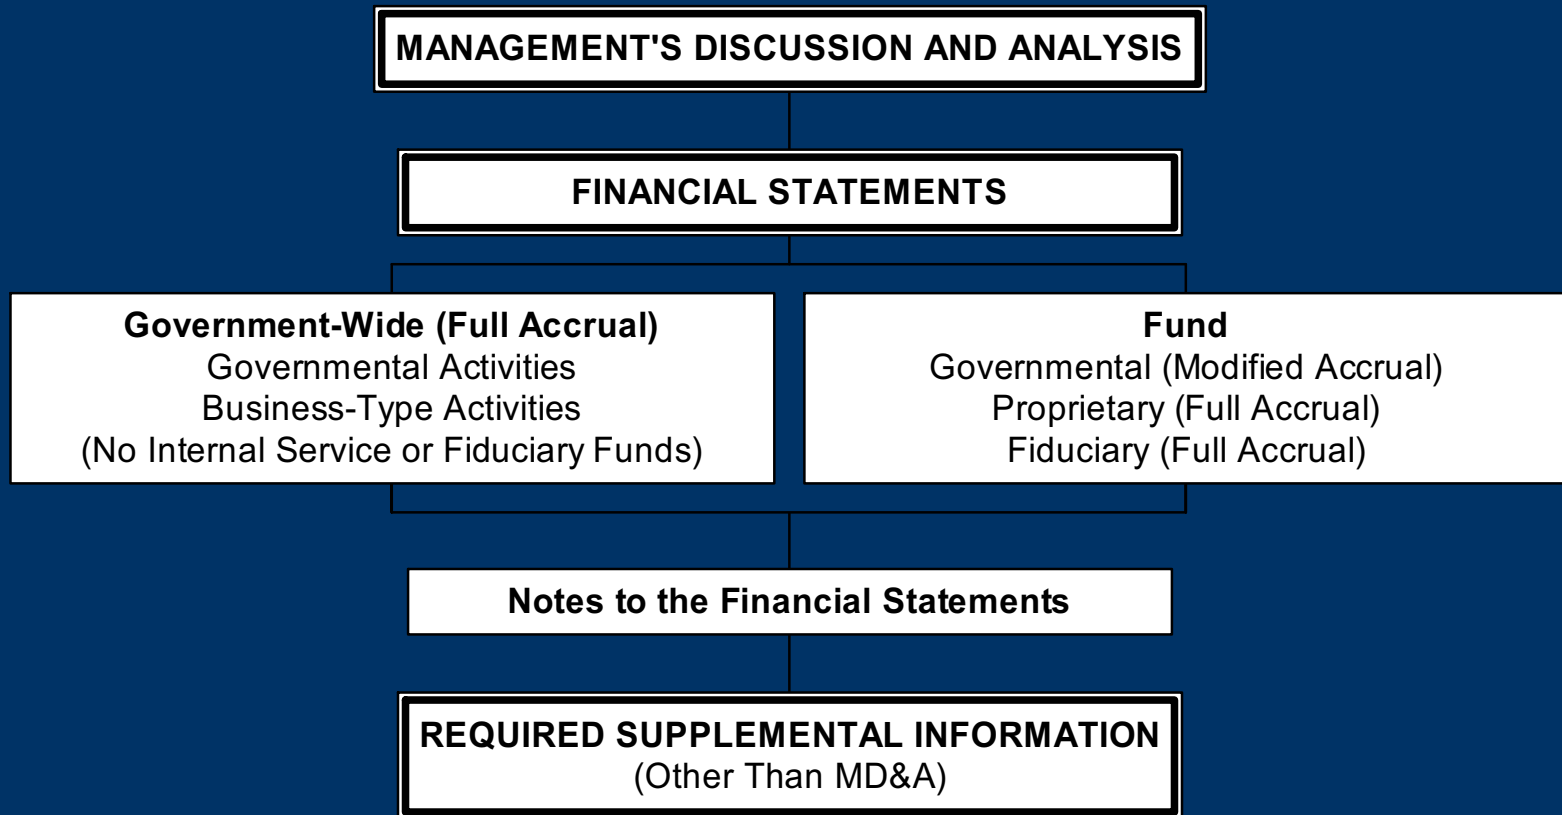 MANAGEMENT'S DISCUSSION AND ANALYSIS
FINANCIAL STATEMENTS
Government-Wide (Full Accrual)
Governmental Activities
Business-Type Activities
(No Internal Service or Fiduciary Funds)
Fund
Governmental (Modified Accrual)
Proprietary (Full Accrual)
Fiduciary (Full Accrual)
Notes to the Financial Statements
REQUIRED SUPPLEMENTAL INFORMATION
(Other Than MD&A)